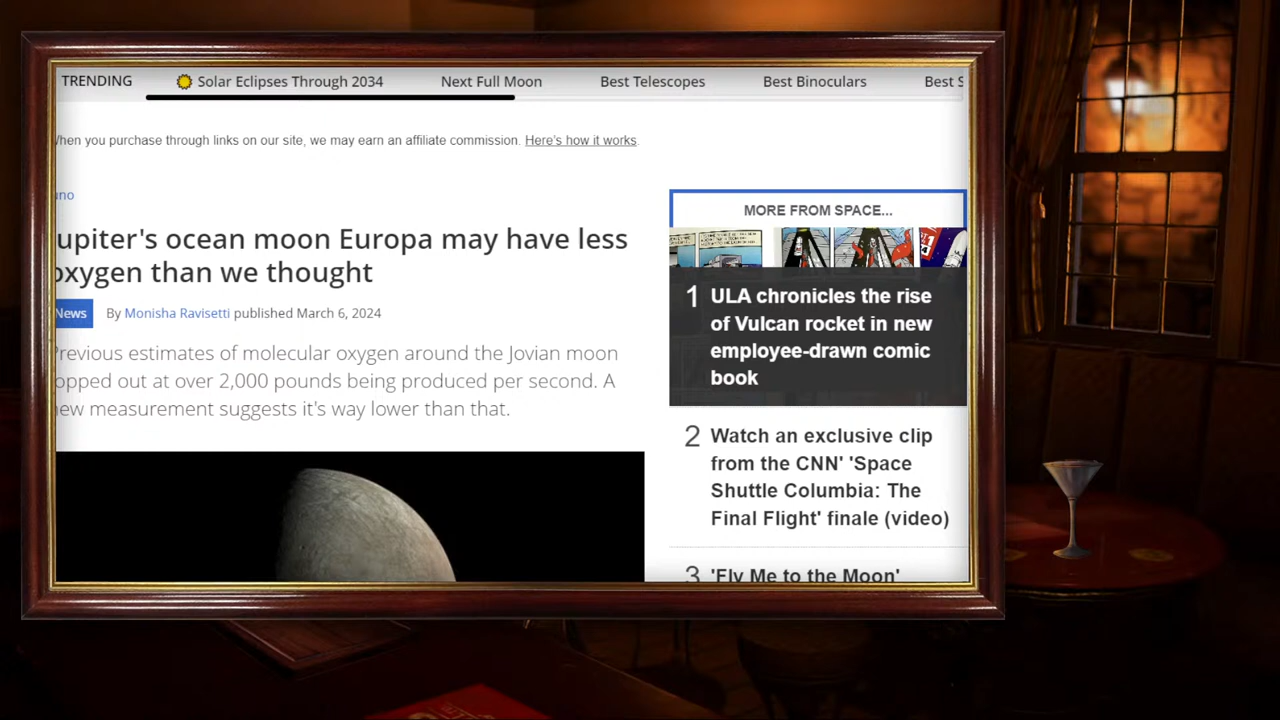 TRENDING
Solar Eclipses Through 2034
Next Full Moon
Best Telescopes
Best Binoculars
Best S
hen you purchase through links on our site, we may earn an affiliate commission. Here's how it works.
uno
upiter's ocean moon Europa may have less
oxygen than we thought
News
By Monisha Ravisetti published March 6, 2024
Previous estimates of molecular oxygen around the Jovian moon
opped out at over 2,000 pounds being produced per second. A
new measurement suggests it's way lower than that.
MORE FROM SPACE...
1 ULA chronicles the rise
of Vulcan rocket in new
employee-drawn comic
book
2 Watch an exclusive clip
from the CNN' 'Space
Shuttle Columbia: The
Final Flight' finale (video)
3 'Fly Me to the Moon'